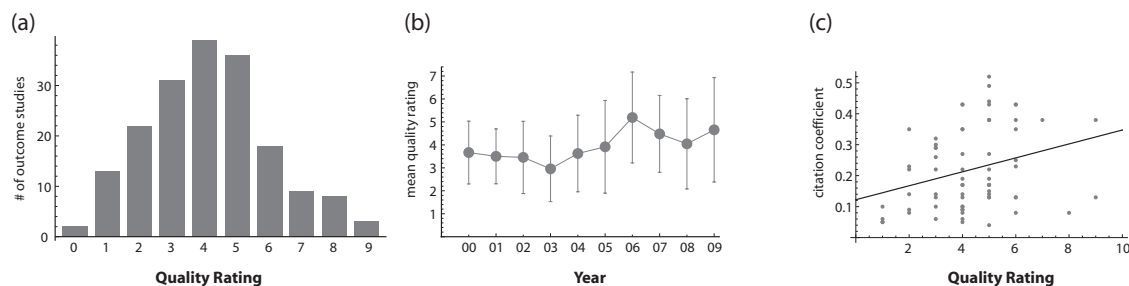 (a)
# of outcome studies
30
20
10
0
0 1 2 3 4 5 6 7 8 9
Quality Rating
(b)
mean quality rating
7
6
5
4
3
2
1
00 01 02 03 04 05 06 07 08 09
Year
(c)
citation coefficient
0.5
0.4
0.3
0.2
0.1
2 4 6 8 10
Quality Rating